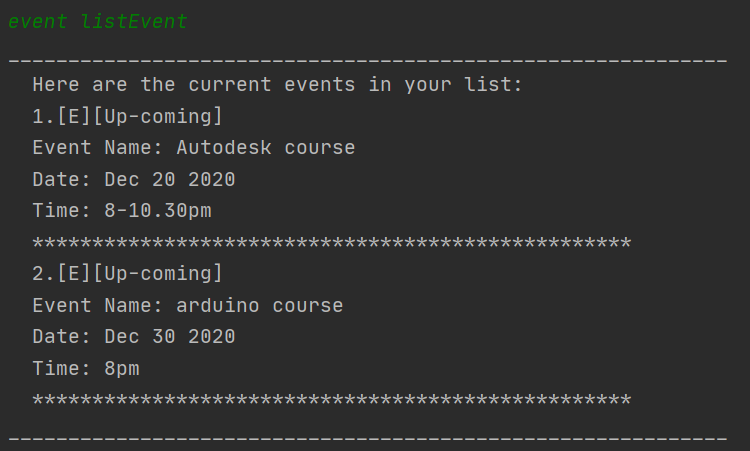 event listEvent
____________________________________________________________
Here are the current events in your list:
1.[E][Up-coming]
Event Name: Autodesk course
Date: Dec 20 2020
Time: 8-10.30pm
**************************************************
2.[E][Up-coming]
Event Name: arduino course
Date: Dec 30 2020
Time: 8pm
**************************************************
____________________________________________________________